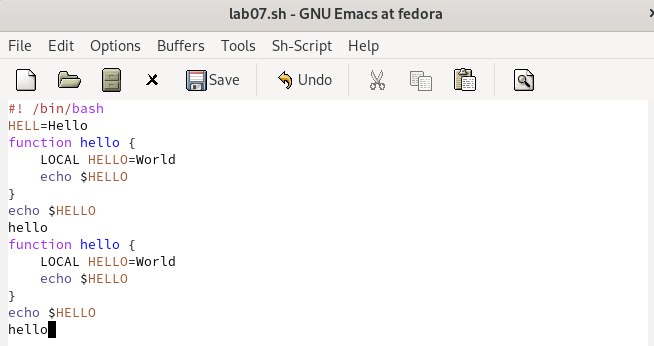 lab07.sh - GNU Emacs at fedora
File Edit Options Buffers Tools Sh-Script Help
Save Undo
#! /bin/bash
HELL=Hello
function hello {
    LOCAL HELLO=World
    echo $HELLO
}
echo $HELLO
hello
function hello {
    LOCAL HELLO=World
    echo $HELLO
}
echo $HELLO
hello